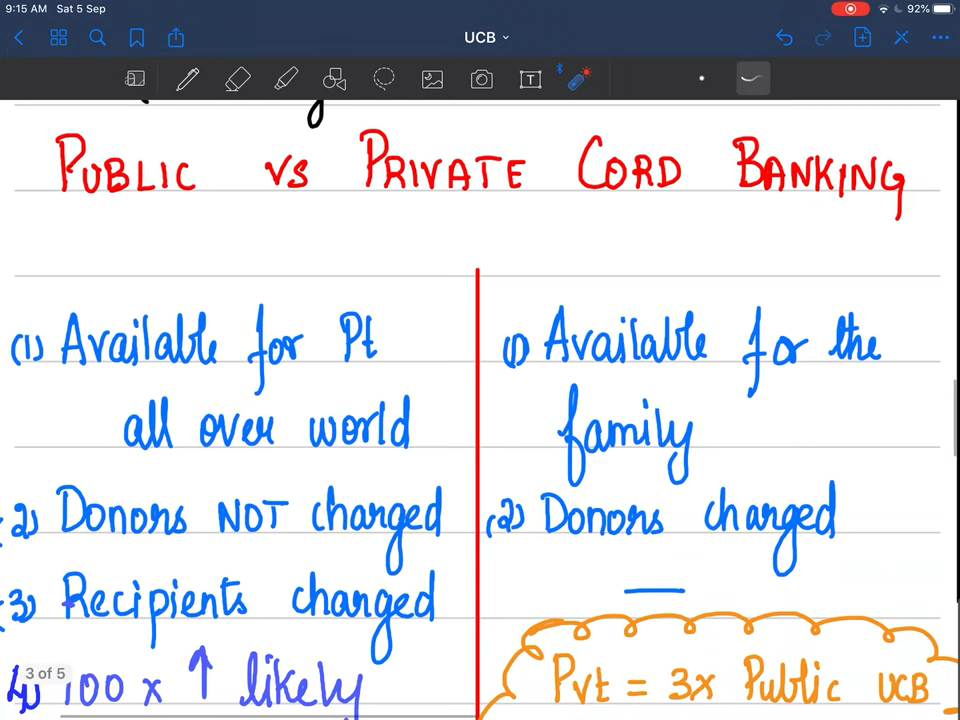 9:15 AM Sat 5 Sep
92%
UCB
T
PUBLIC vs PRIVATE CORD BANKING
(1) Available for Pt
all over world
(2) Donors NOT charged
(3) Recipients charged
4) 100 x ↑ likely
(1) Available for the
family
(2) Donors charged
—
Pvt = 3x Public UCB
3 of 5